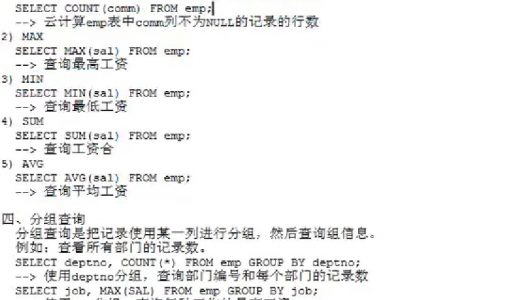 SELECT COUNT(comm) FROM emp;
--> 云计算emp表中comm列不为NULL的记录的行数
2) MAX
SELECT MAX(sal) FROM emp;
--> 查询最高工资
3) MIN
SELECT MIN(sal) FROM emp;
--> 查询最低工资
4) SUM
SELECT SUM(sal) FROM emp;
--> 查询工资合
5) AVG
SELECT AVG(sal) FROM emp;
--> 查询平均工资
四、分组查询
分组查询是把记录使用某一列进行分组，然后查询组信息。
例如：查看所有部门的记录数。
SELECT deptno, COUNT(*) FROM emp GROUP BY deptno;
--> 使用deptno分组，查询部门编号和每个部门的记录数
SELECT job, MAX(SAL) FROM emp GROUP BY job;